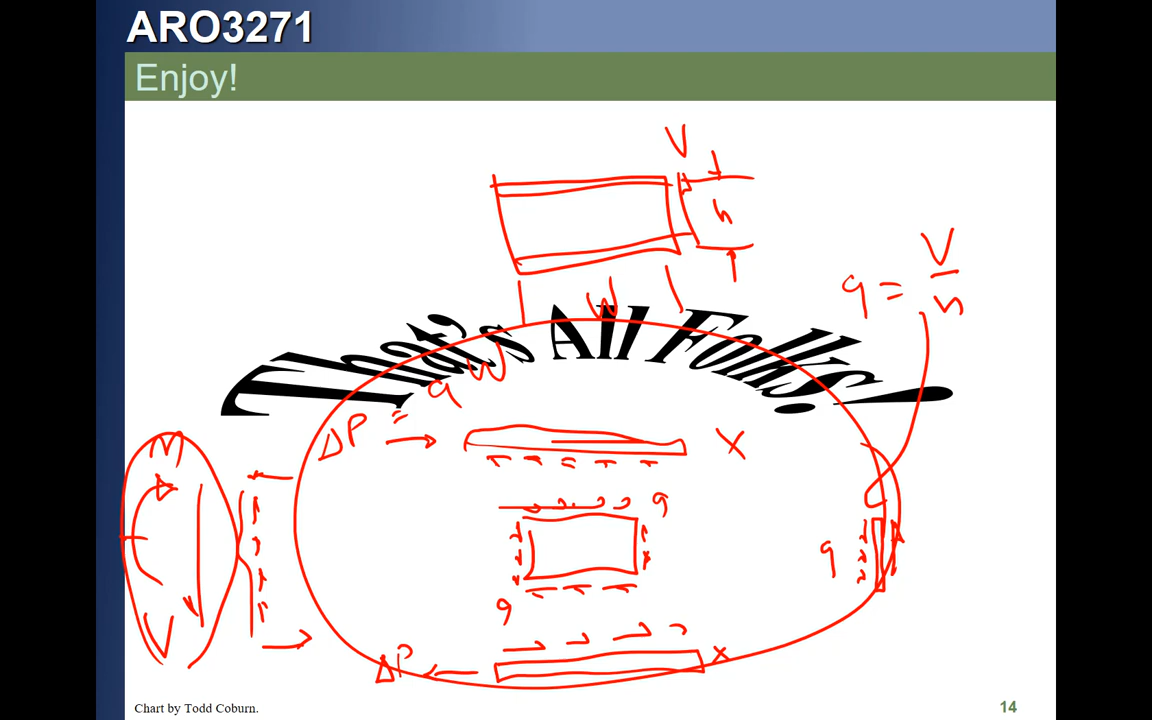 ARO3271
Enjoy!
V
h
q = V/h
W
That's All Folks!
ΔP = qW
X
M
q
q
q
V
ΔP
X
Chart by Todd Coburn.
14